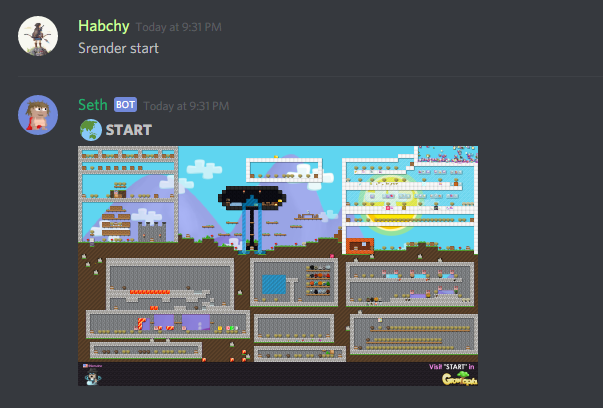 Habchy Today at 9:31 PM
Srender start
Seth BOT Today at 9:31 PM
START
Visit "START" in
Growtopia